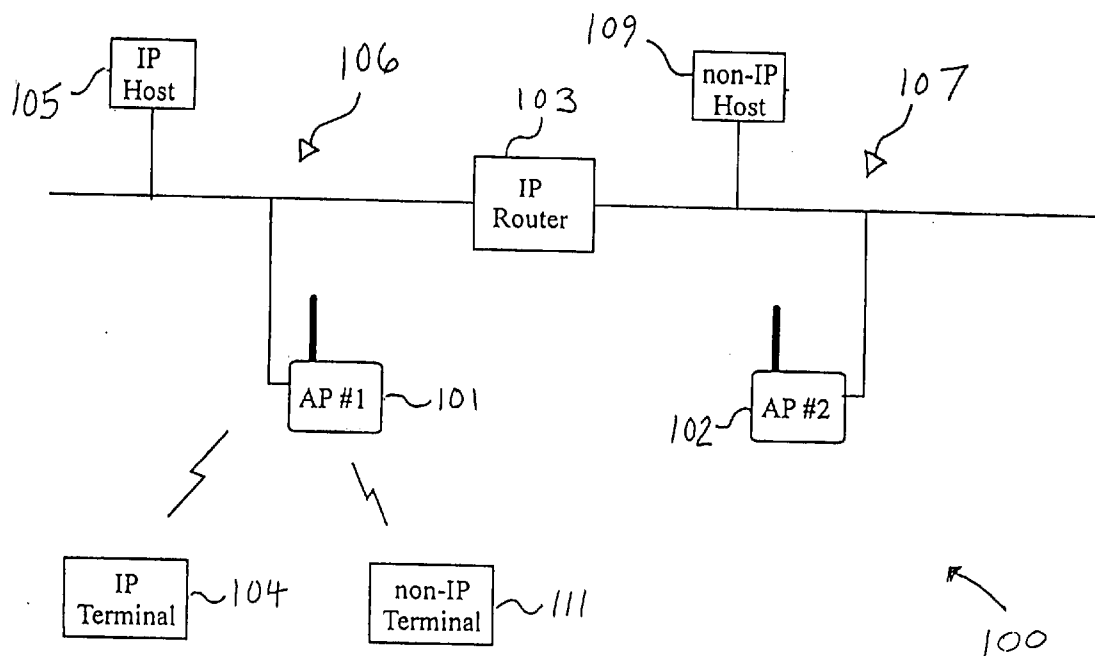 109
IP
Host
105
106
non-IP
Host
107
103
IP
Router
AP #1
101
AP #2
102
IP
Terminal
104
non-IP
Terminal
111
100